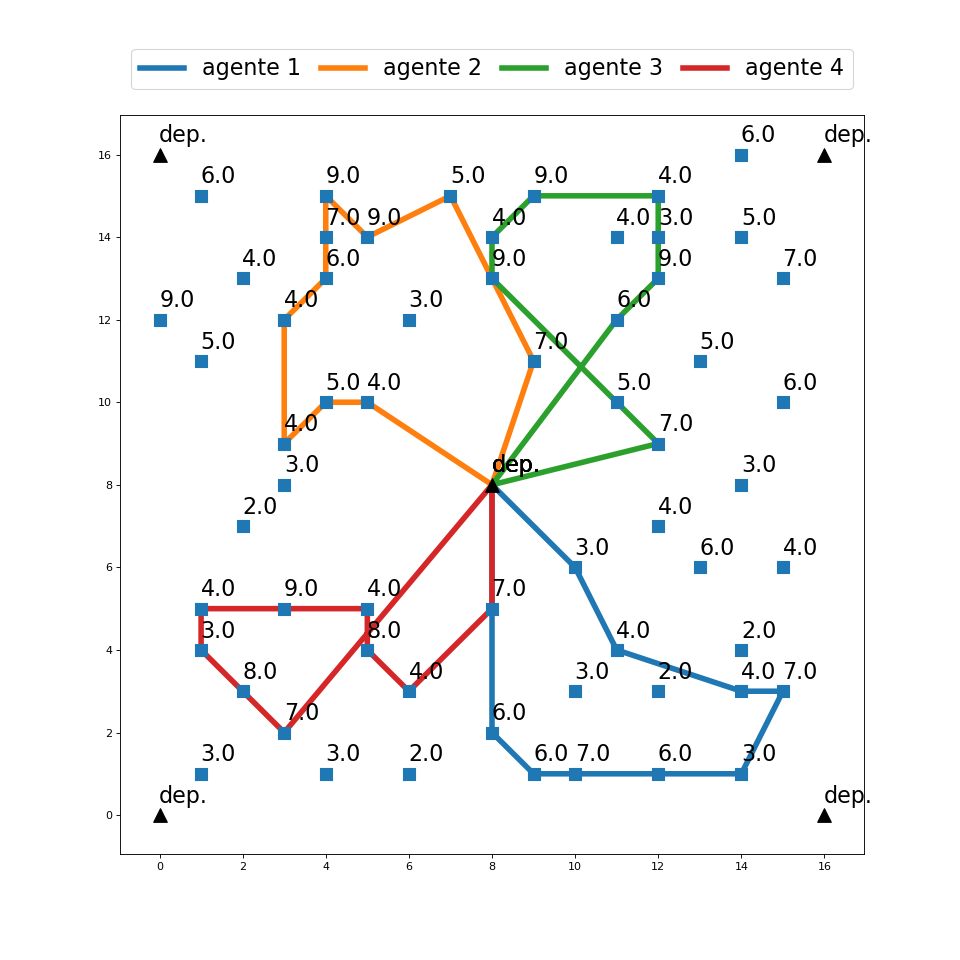 agente 1 agente 2 agente 3 agente 4
dep. 6.0 dep.
16
6.0 9.0 5.0 9.0 4.0
7.0 9.0 4.0 4.0 3.0 5.0
14
4.0 6.0 9.0 9.0 7.0
9.0 4.0 3.0 6.0
12
5.0 7.0 5.0
5.0 4.0 5.0 6.0
10
4.0 7.0
3.0 dep. 3.0
8
2.0 4.0
3.0 6.0 4.0
6
4.0 9.0 4.0 7.0
3.0 8.0 4.0 2.0
4
8.0 4.0 3.0 2.0 4.0 7.0
7.0 6.0
2
3.0 3.0 2.0 6.0 7.0 6.0 3.0
dep. dep.
0
0 2 4 6 8 10 12 14 16